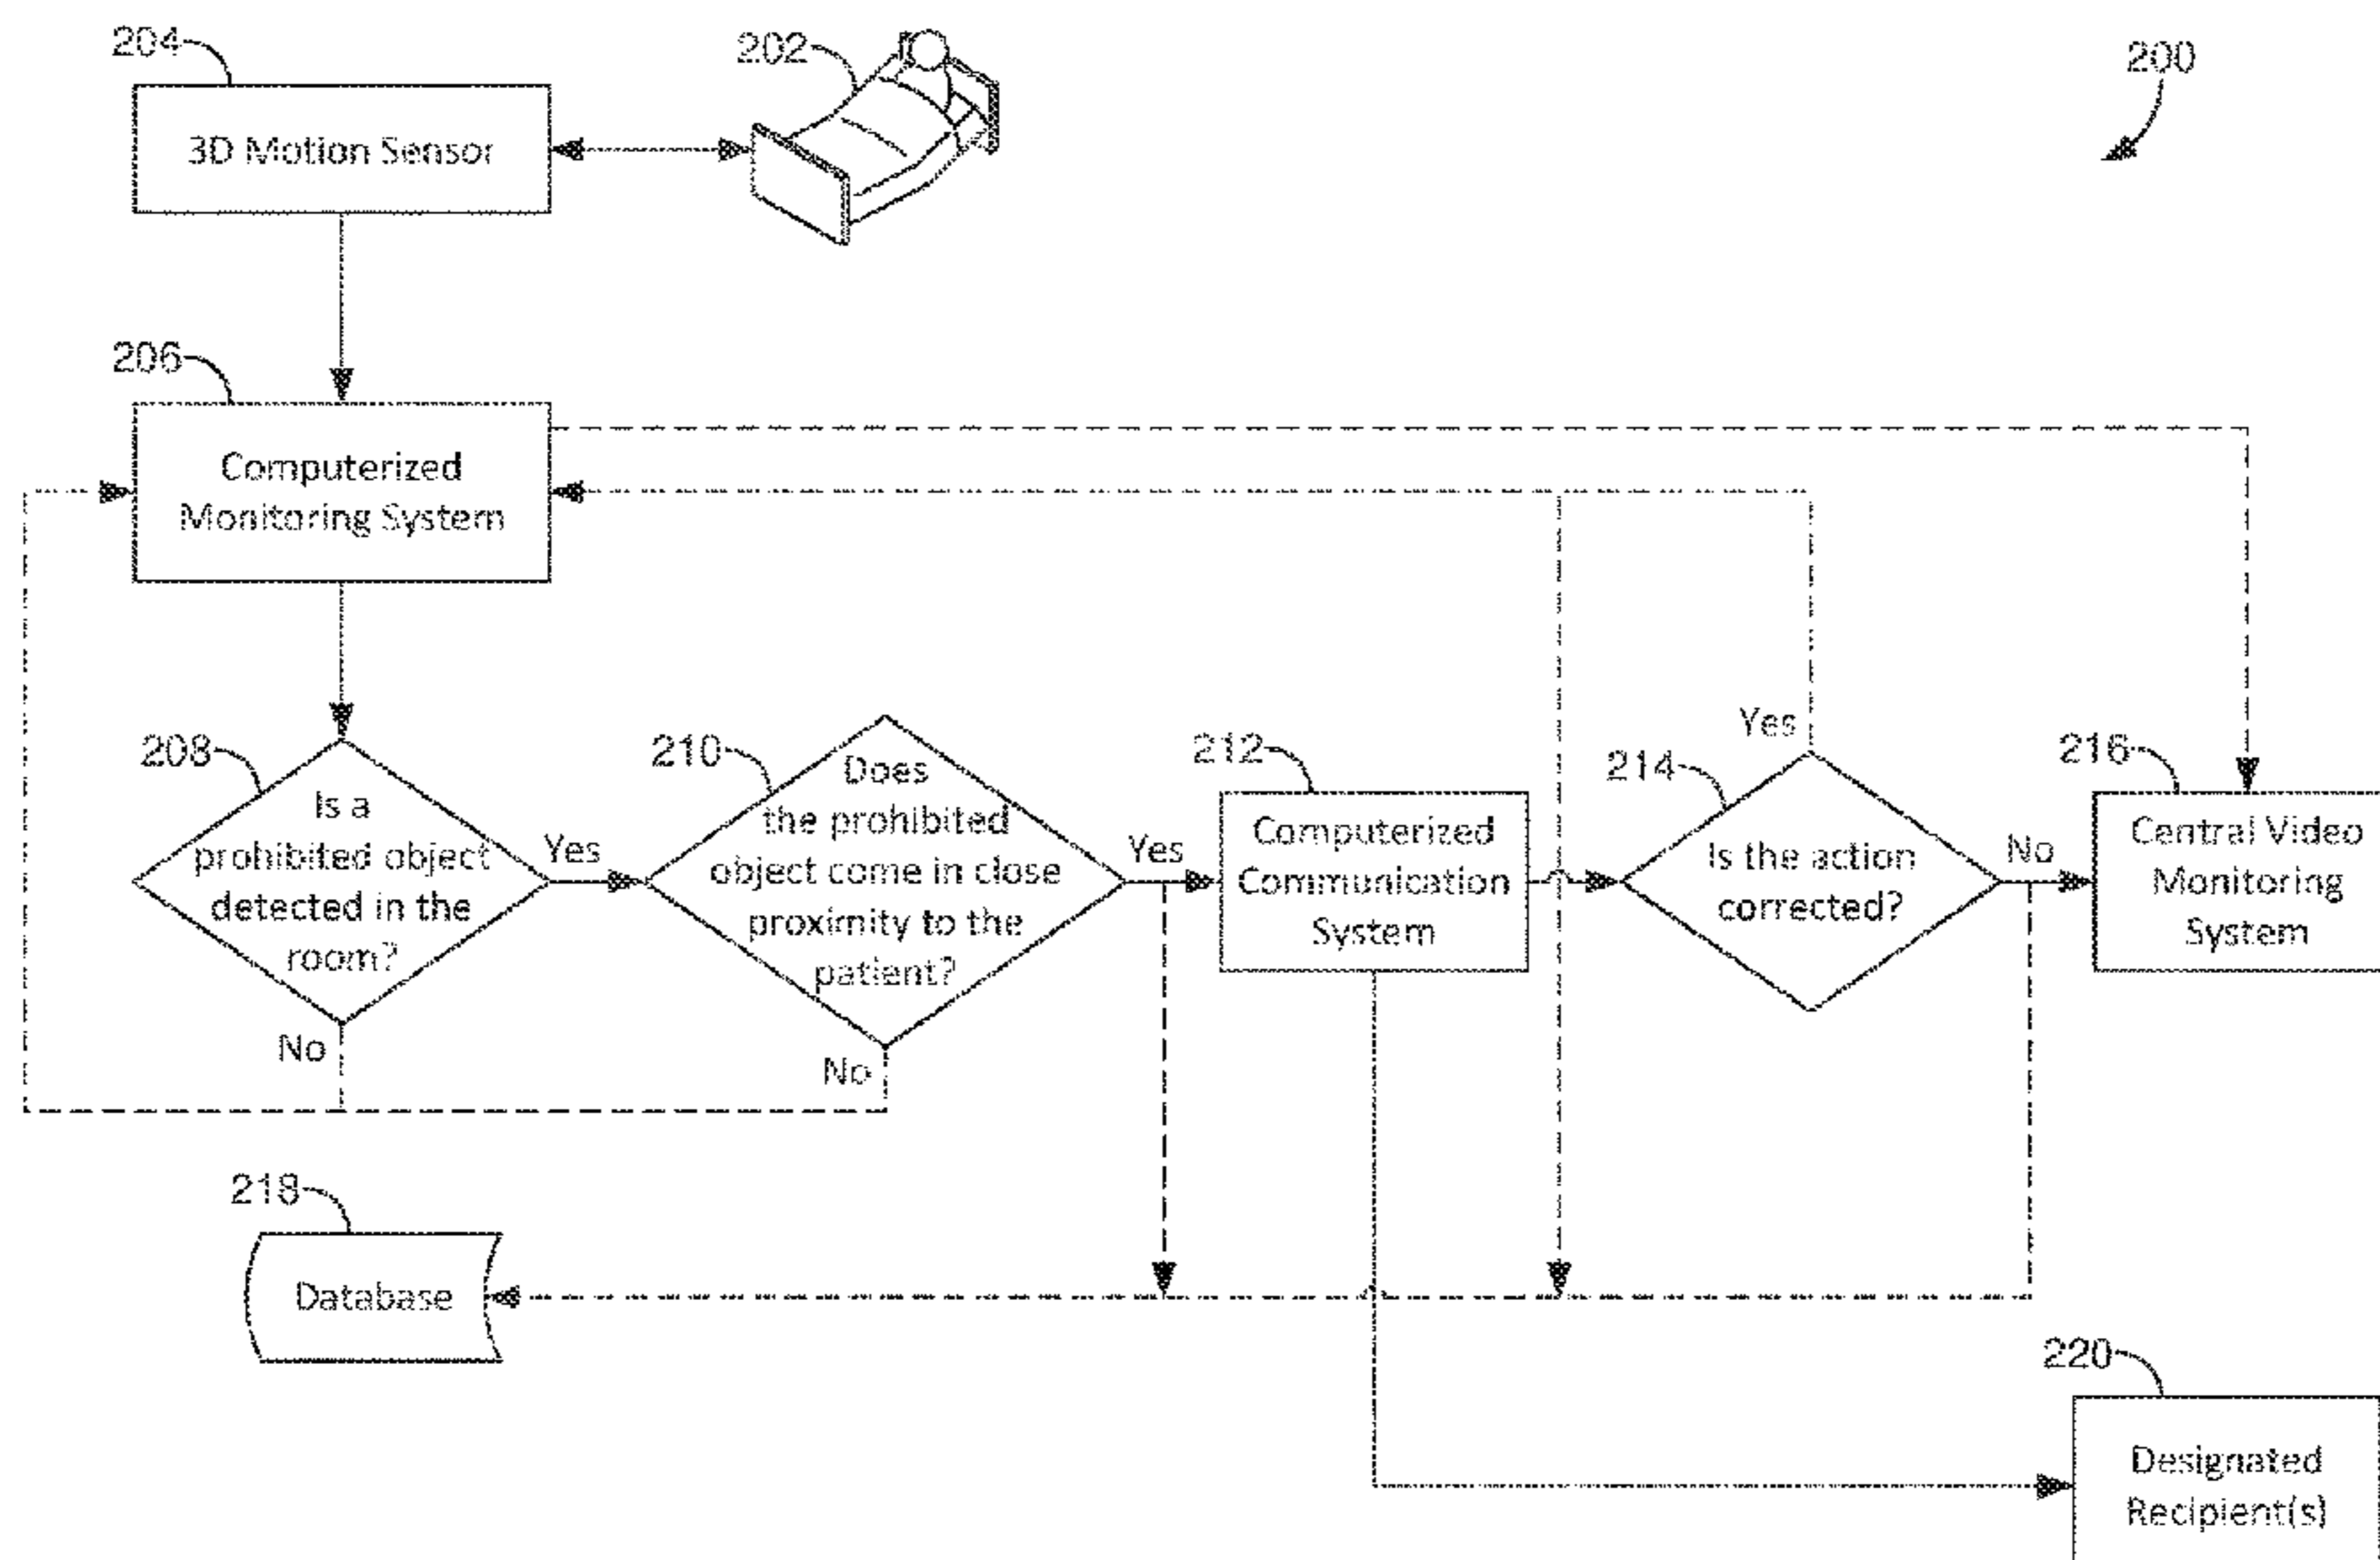 204
202
200
3D Motion Sensor
206
Computerized
Monitoring System
208
Is a
prohibited object
detected in the
room?
Yes
No
210
Does
the prohibited
object come in close
proximity to the
patient?
Yes
No
212
Computerized
Communication
System
214
Yes
Is the action
corrected?
No
216
Central Video
Monitoring
System
218
Database
220
Designated
Recipient(s)